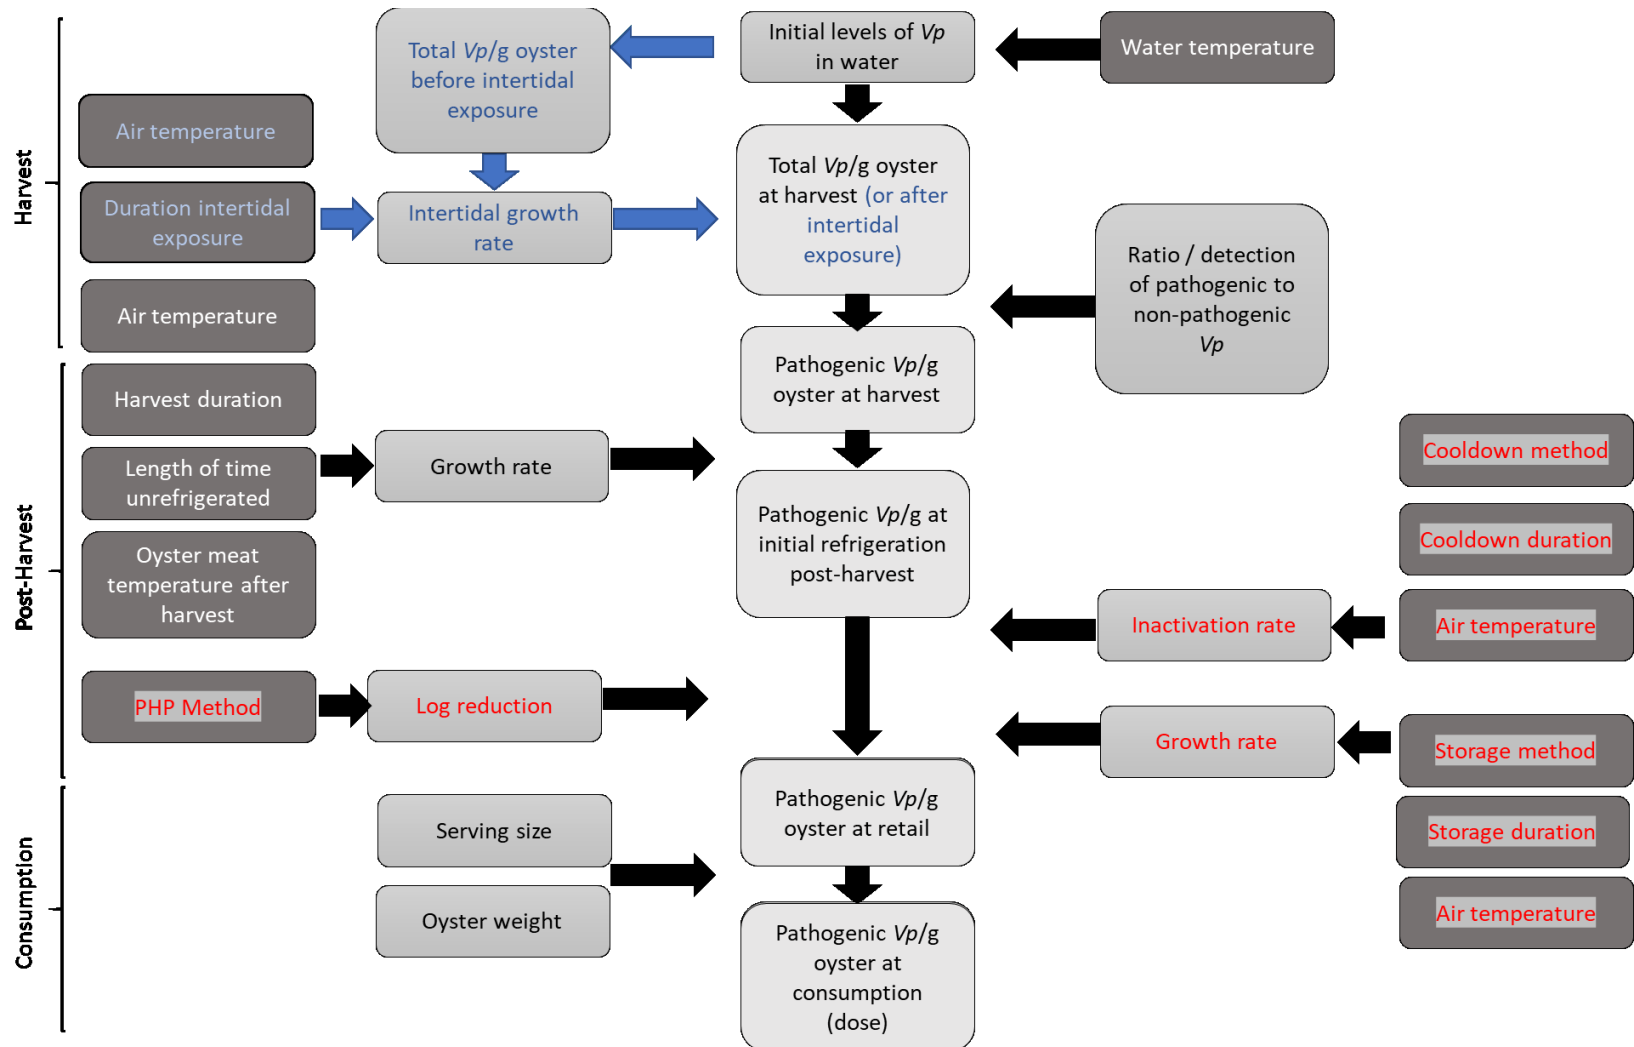 Harvest
Post-Harvest
Consumption
Total Vp/g oyster
before intertidal
exposure
Initial levels of Vp
in water
Water temperature
Air temperature
Duration intertidal
exposure
Intertidal growth
rate
Total Vp/g oyster
at harvest (or after
intertidal
exposure)
Ratio / detection
of pathogenic to
non-pathogenic
Vp
Air temperature
Pathogenic Vp/g
oyster at harvest
Harvest duration
Length of time
unrefrigerated
Growth rate
Oyster meat
temperature after
harvest
Pathogenic Vp/g at
initial refrigeration
post-harvest
Cooldown method
Cooldown duration
Inactivation rate
Air temperature
PHP Method
Log reduction
Growth rate
Storage method
Storage duration
Air temperature
Pathogenic Vp/g
oyster at retail
Serving size
Oyster weight
Pathogenic Vp/g
oyster at
consumption
(dose)